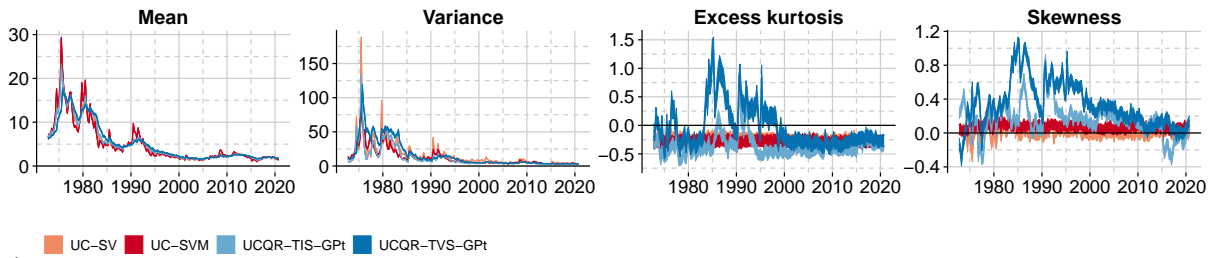 Mean
Variance
Excess kurtosis
Skewness
30
20
10
0
1980 1990 2000 2010 2020
150
100
50
0
1980 1990 2000 2010 2020
1.5
1.0
0.5
0.0
−0.5
1980 1990 2000 2010 2020
1.2
0.8
0.4
0.0
−0.4
1980 1990 2000 2010 2020
UC−SV UC−SVM UCQR−TIS−GPt UCQR−TVS−GPt